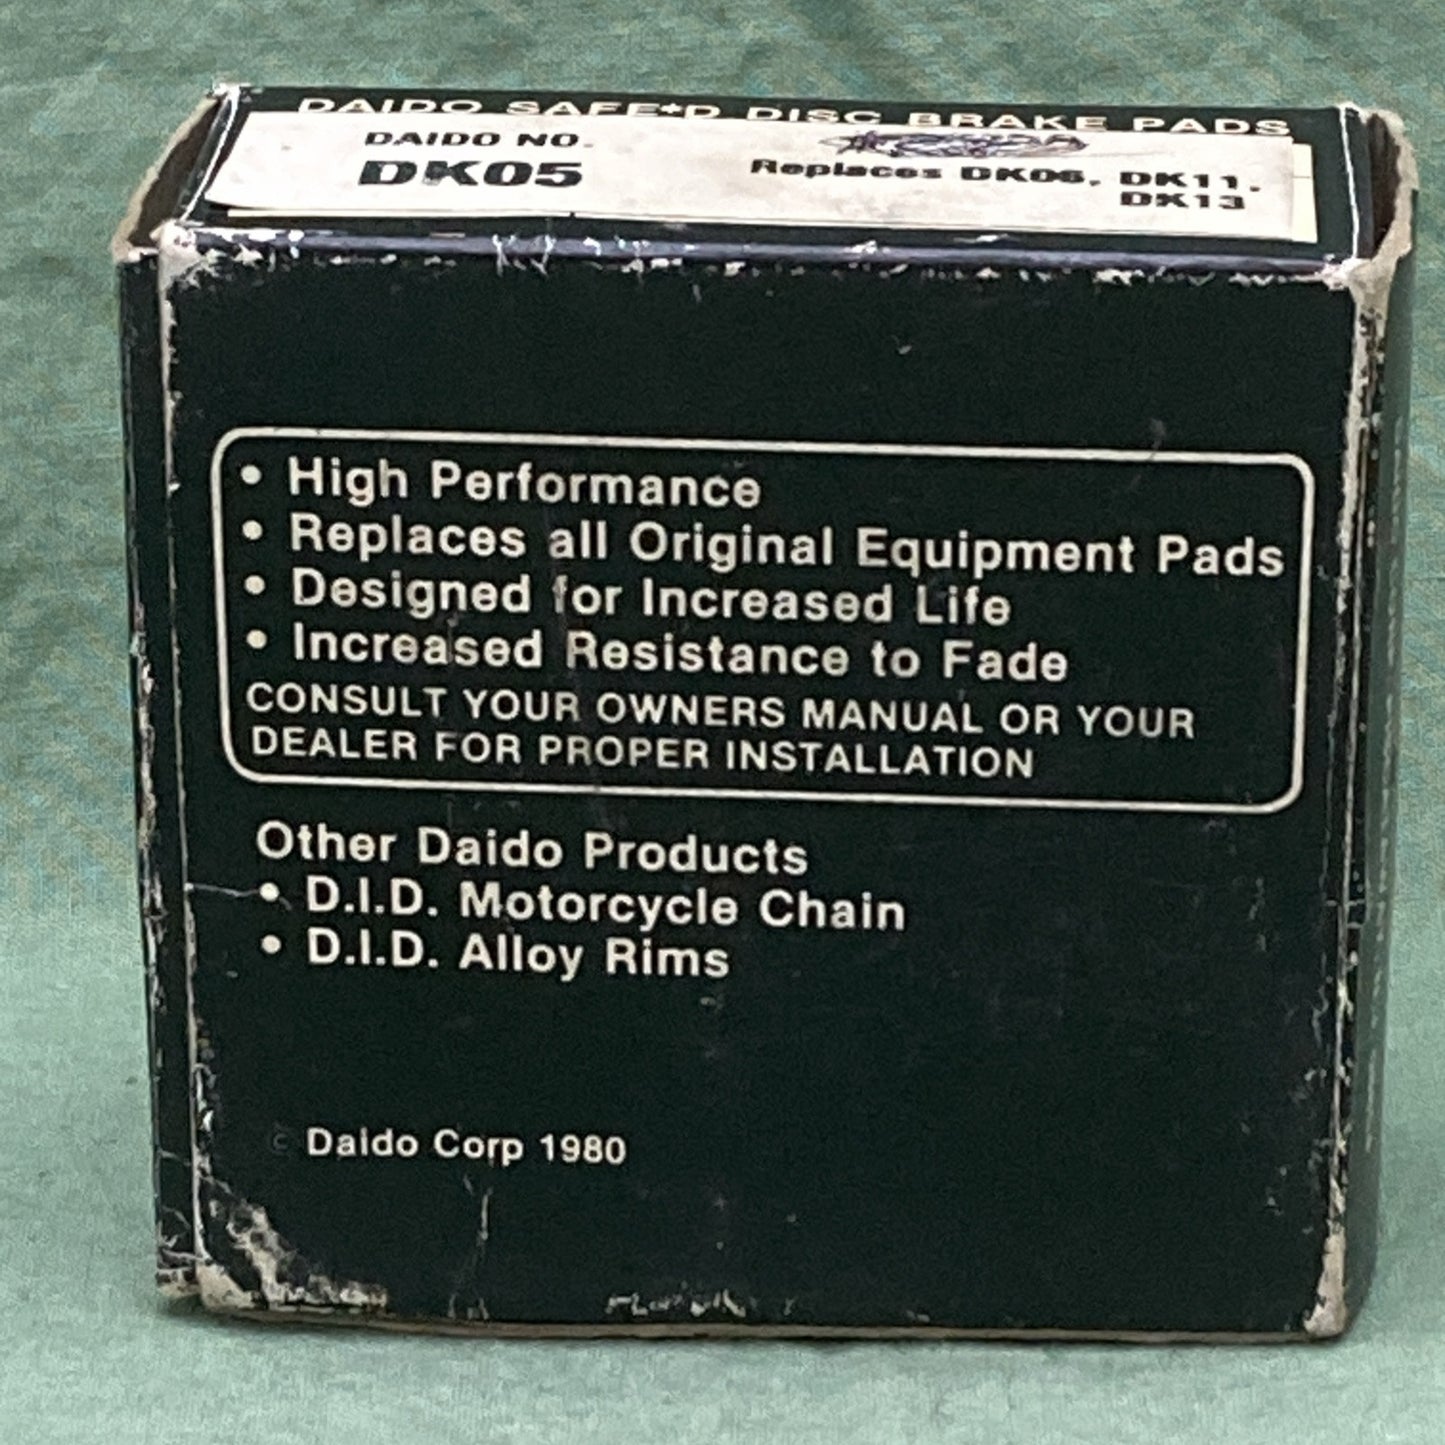 DAIDO SAFE*D DISC BRAKE PADS
DAIDO NO.
DK05
Replaces DK06, DK11,
DK13
• High Performance
• Replaces all Original Equipment Pads
• Designed for Increased Life
• Increased Resistance to Fade
CONSULT YOUR OWNERS MANUAL OR YOUR
DEALER FOR PROPER INSTALLATION
Other Daido Products
• D.I.D. Motorcycle Chain
• D.I.D. Alloy Rims
© Daido Corp 1980